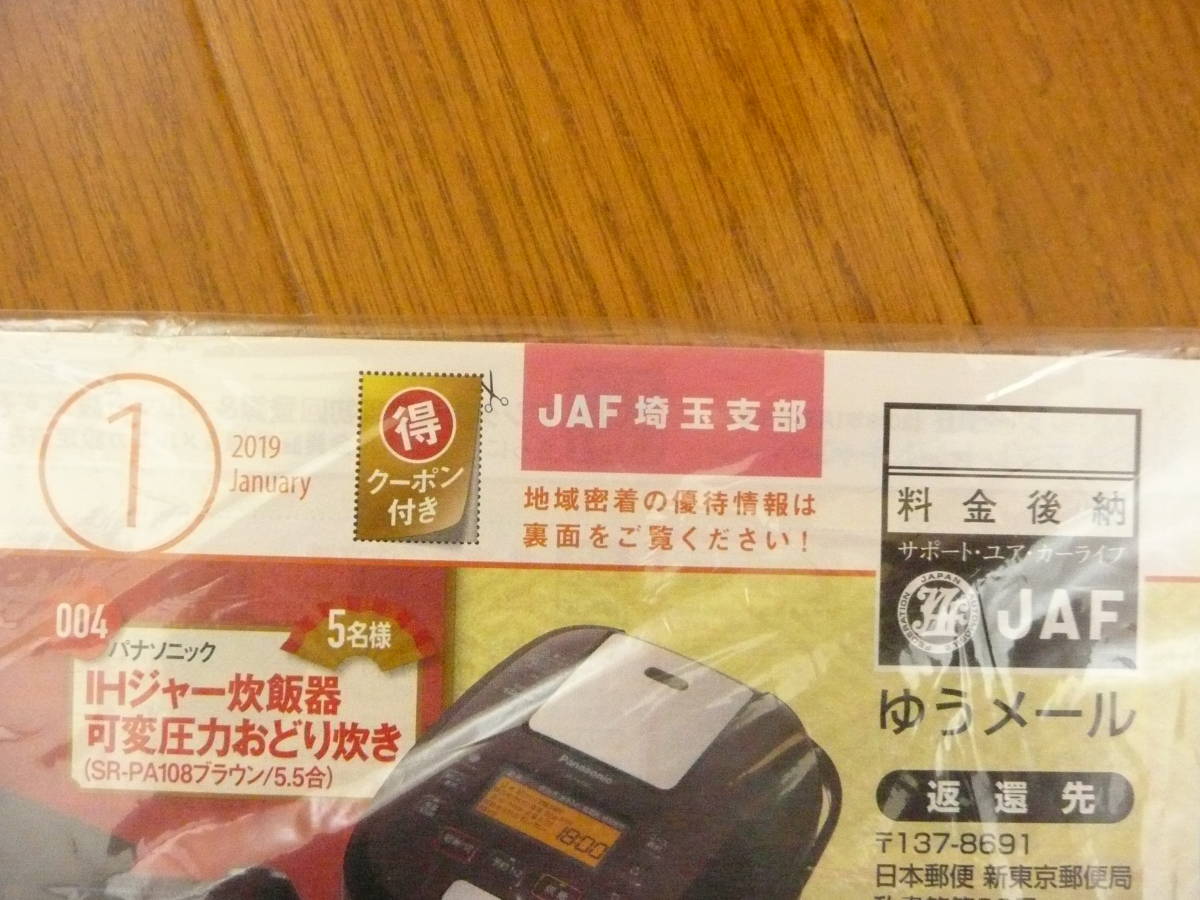 1
2019
January
得
クーポン
付き
JAF 埼玉支部
地域密着の優待情報は
裏面をご覧ください！
料金後納
サポート・ユア・カーライフ
JAPAN AUTOMOBILE FEDERATION
JAF
ゆうメール
返還先
〒137-8691
日本郵便 新東京郵便局
004
5名様
パナソニック
IHジャー炊飯器
可変圧力おどり炊き
(SR-PA108ブラウン/5.5合)
Panasonic
18:00